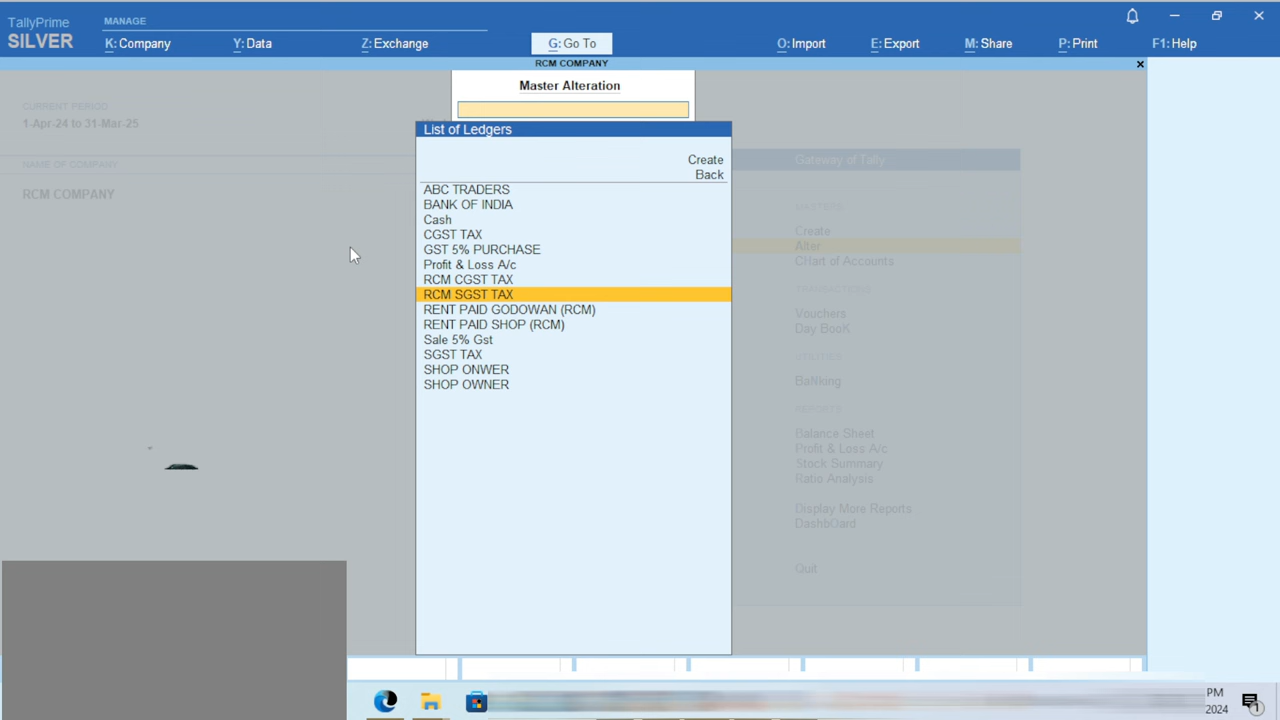 TallyPrime
SILVER
MANAGE
K: Company
Y: Data
Z: Exchange
G: Go To
O: Import
E: Export
M: Share
P: Print
F1: Help
RCM COMPANY
Master Alteration
CURRENT PERIOD
1-Apr-24 to 31-Mar-25
NAME OF COMPANY
RCM COMPANY
List of Ledgers
Create
Back
ABC TRADERS
BANK OF INDIA
Cash
CGST TAX
GST 5% PURCHASE
Profit & Loss A/c
RCM CGST TAX
RCM SGST TAX
RENT PAID GODOWAN (RCM)
RENT PAID SHOP (RCM)
Sale 5% Gst
SGST TAX
SHOP ONWER
SHOP OWNER
Gateway of Tally
MASTERS
Create
Alter
CHart of Accounts
TRANSACTIONS
Vouchers
Day BooK
UTILITIES
BaNking
REPORTS
Balance Sheet
Profit & Loss A/c
Stock Summary
Ratio Analysis
Display More Reports
DashbOard
Quit
PM
2024
1